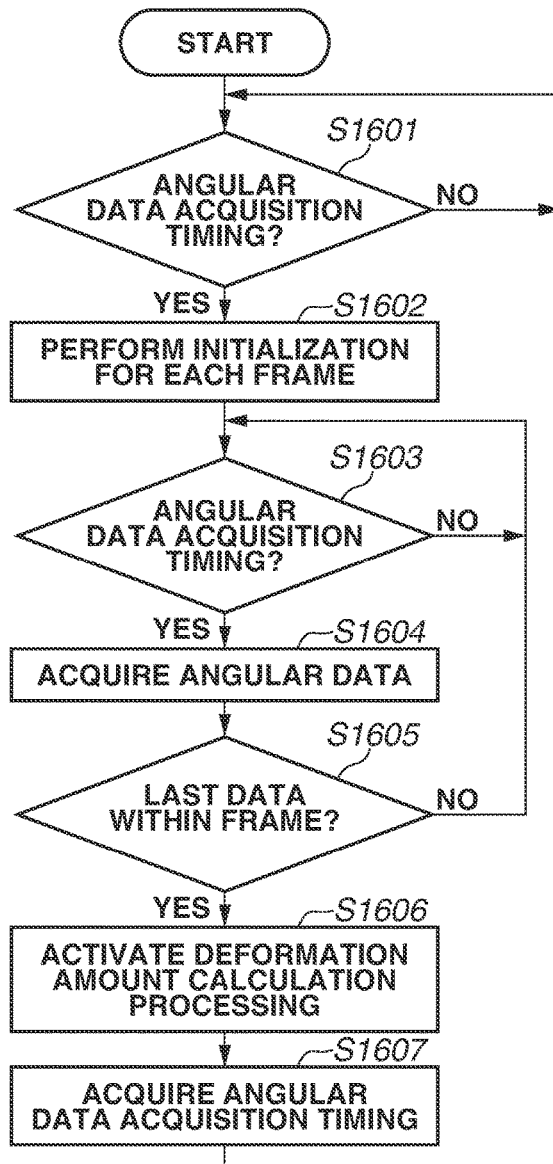 START
S1601
ANGULAR
DATA ACQUISITION
TIMING?
NO
YES
S1602
PERFORM INITIALIZATION
FOR EACH FRAME
S1603
ANGULAR
DATA ACQUISITION
TIMING?
NO
YES
S1604
ACQUIRE ANGULAR DATA
S1605
LAST DATA
WITHIN FRAME?
NO
YES
S1606
ACTIVATE DEFORMATION
AMOUNT CALCULATION
PROCESSING
S1607
ACQUIRE ANGULAR
DATA ACQUISITION TIMING